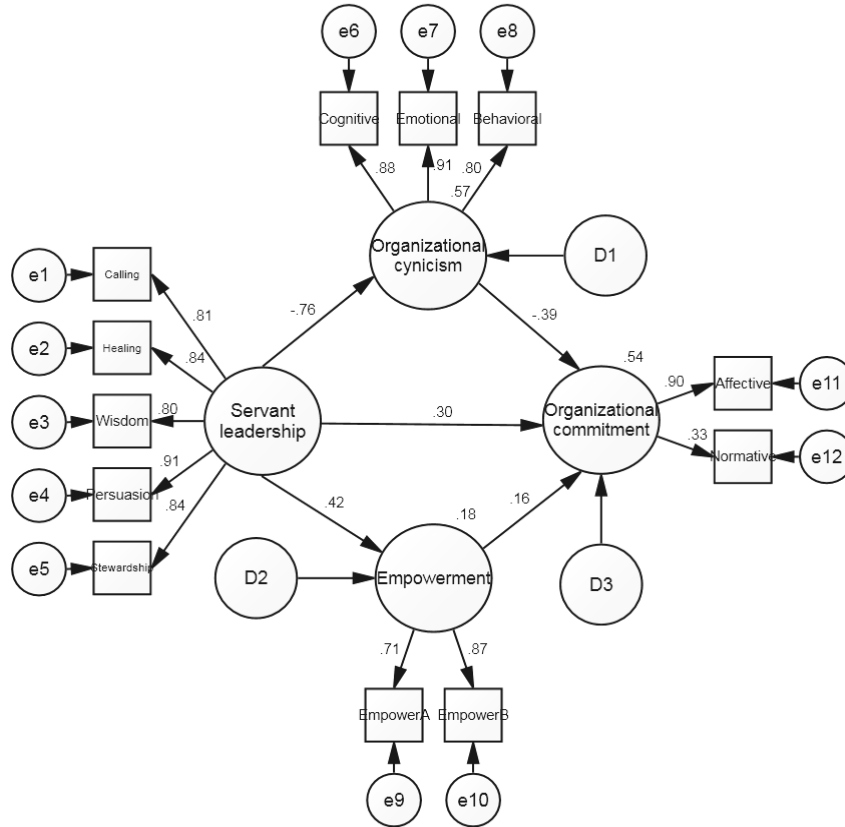 e6
e7
e8
Cognitive
Emotional
Behavioral
.88
.91
.80
.57
Organizational
cynicism
D1
e1
Calling
.81
-.76
-.39
e2
Healing
.84
.54
e3
Wisdom
.80
Servant
leadership
.30
Organizational
commitment
.90
Affective
e11
.33
Normative
e12
e4
Persuasion
.91
.84
e5
Stewardship
.42
.18
.16
D2
Empowerment
D3
.71
.87
EmpowerA
EmpowerB
e9
e10